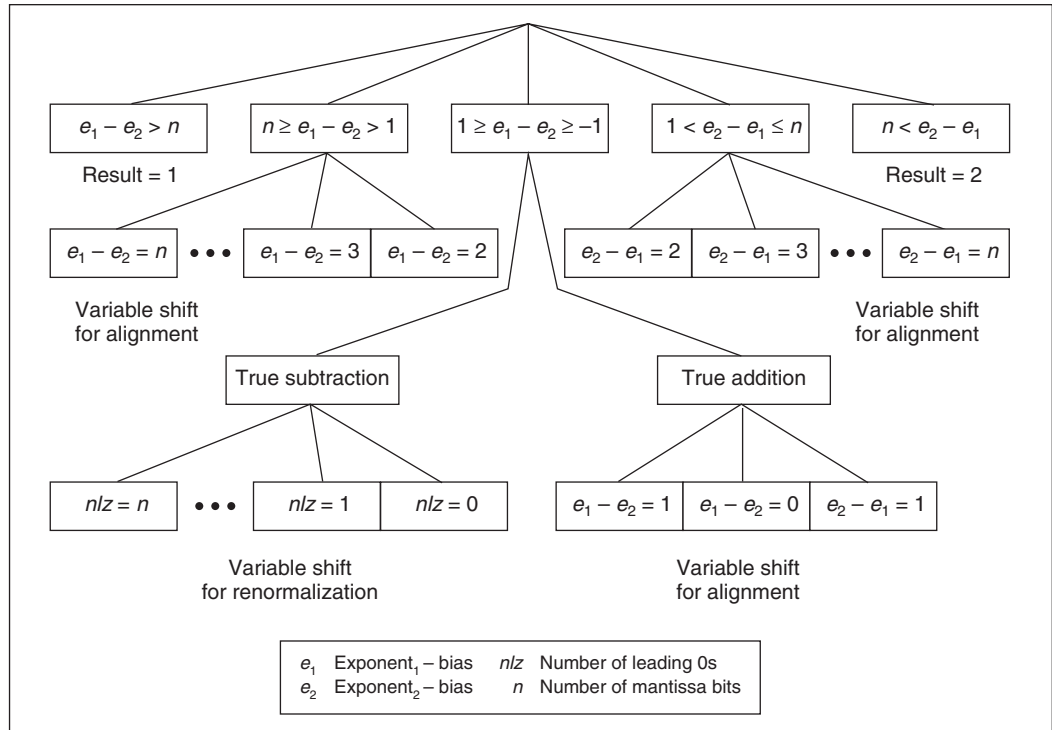 e₁ – e₂ > n
n ≥ e₁ – e₂ > 1
1 ≥ e₁ – e₂ ≥ –1
1 < e₂ – e₁ ≤ n
n < e₂ – e₁
Result = 1
Result = 2
e₁ – e₂ = n
•••
e₁ – e₂ = 3
e₁ – e₂ = 2
e₂ – e₁ = 2
e₂ – e₁ = 3
•••
e₂ – e₁ = n
Variable shift
for alignment
Variable shift
for alignment
True subtraction
True addition
nlz = n
•••
nlz = 1
nlz = 0
e₁ – e₂ = 1
e₁ – e₂ = 0
e₂ – e₁ = 1
Variable shift
for renormalization
Variable shift
for alignment
e₁ Exponent₁ – bias nlz Number of leading 0s
e₂ Exponent₂ – bias n Number of mantissa bits